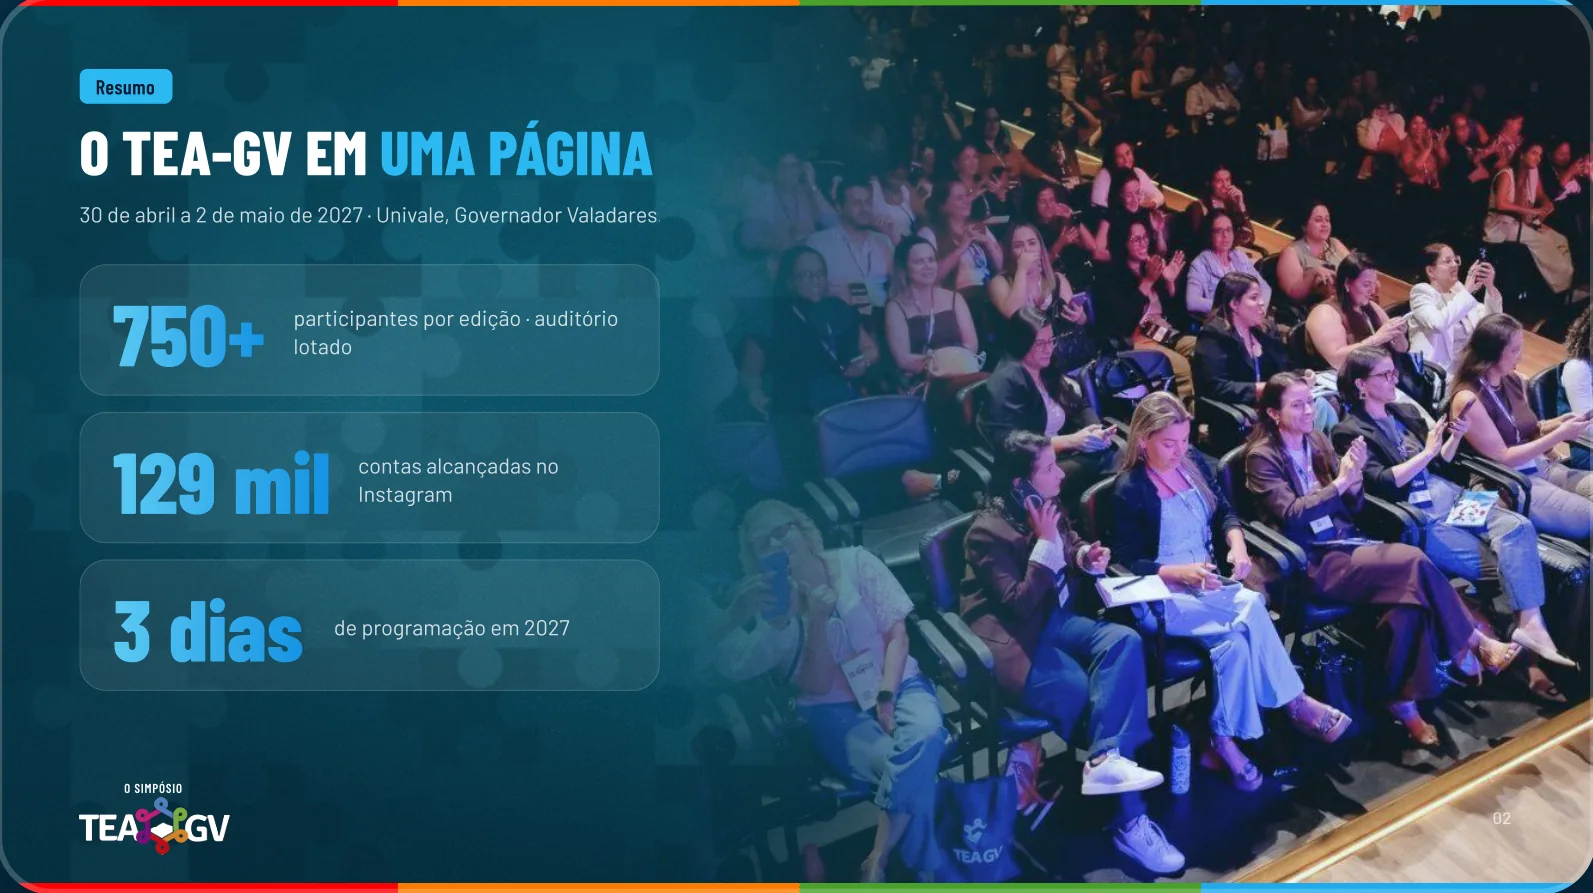 Resumo
O TEA-GV EM UMA PÁGINA
30 de abril a 2 de maio de 2027 · Univale, Governador Valadares.
750+
participantes por edição · auditório
lotado
129 mil
contas alcançadas no
Instagram
3 dias
de programação em 2027
O SIMPÓSIO
TEA GV
TEA GV
02